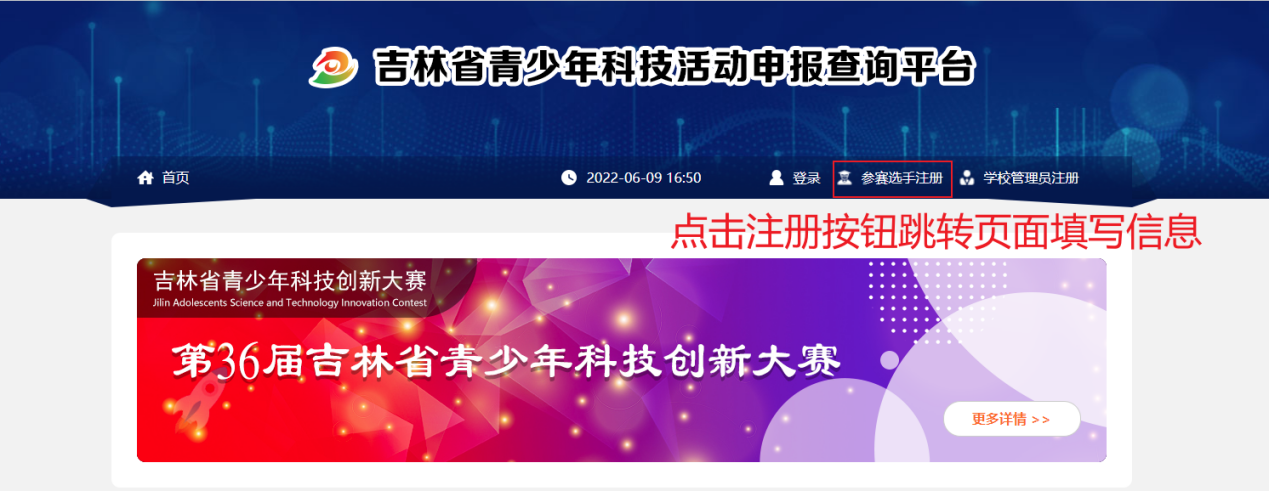 吉林省青少年科技活动申报查询平台
首页 2022-06-09 16:50 登录 参赛选手注册 学校管理员注册
点击注册按钮跳转页面填写信息
吉林省青少年科技创新大赛
Jilin Adolescents Science and Technology Innovation Contest
第36届吉林省青少年科技创新大赛
更多详情 >>